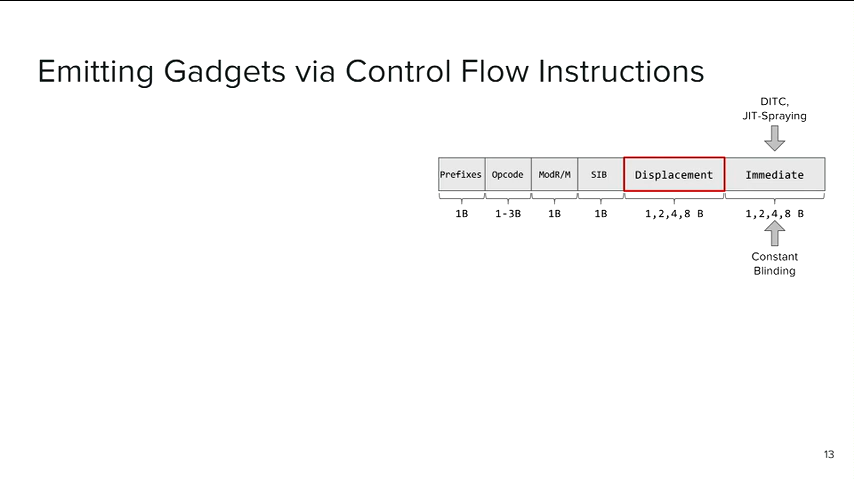 Emitting Gadgets via Control Flow Instructions
DITC,
JIT-Spraying
Prefixes Opcode ModR/M SIB Displacement Immediate
1B 1-3B 1B 1B 1,2,4,8 B 1,2,4,8 B
Constant
Blinding
13